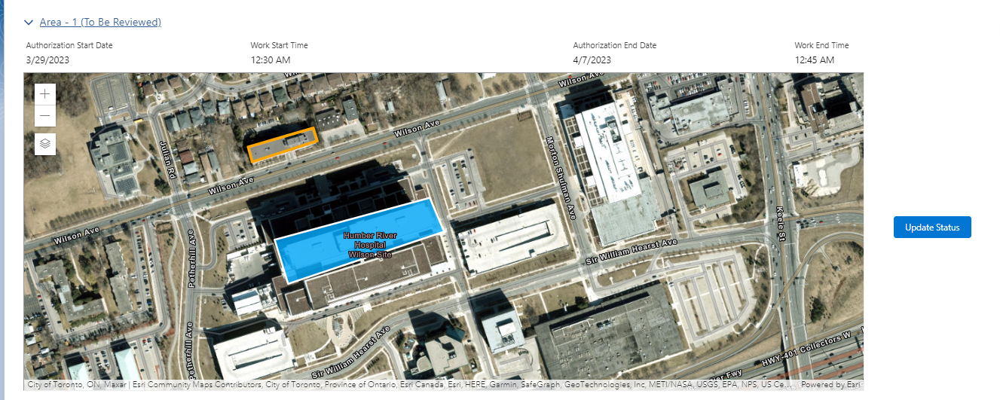 Area - 1 (To Be Reviewed)
Authorization Start Date
Work Start Time
Authorization End Date
Work End Time
3/29/2023
12:30 AM
4/7/2023
12:45 AM
Wilson Ave
Wilson Ave
Julian Rd
Morton Shulman Ave
Wilson Ave
Wilson Ave
Keele St
Humber River
Hospital
Wilson Site
Update Status
Petherhill Ave
Sir William Hearst Ave
Petherhill Ave
Sir William Hearst Ave
HWY-401 Collectors W
Fwy
City of Toronto, ON, Maxar | Esri Community Maps Contributors, City of Toronto, Province of Ontario, Esri Canada, Esri, HERE, Garmin, SafeGraph, GeoTechnologies, Inc, METI/NASA, USGS, EPA, NPS, US Ce...
Powered by Esri